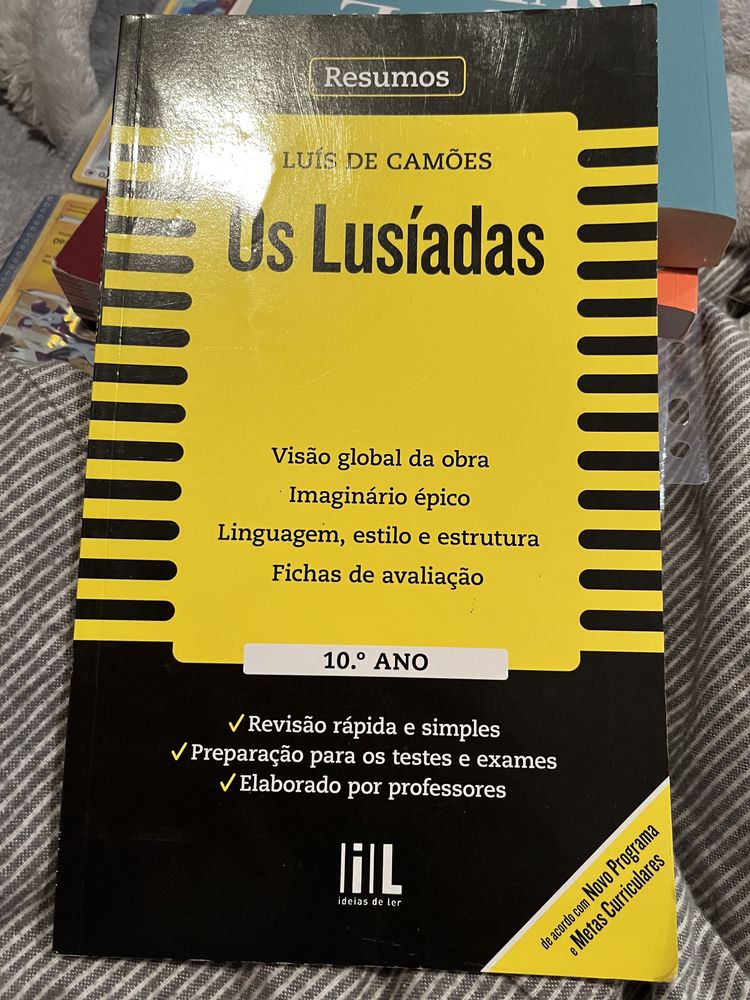 Resumos
LUÍS DE CAMÕES
Os Lusíadas
Visão global da obra
Imaginário épico
Linguagem, estilo e estrutura
Fichas de avaliação
10.º ANO
✓Revisão rápida e simples
✓Preparação para os testes e exames
✓Elaborado por professores
iL
ideias de ler
de acordo com Novo Programa
e Metas Curriculares